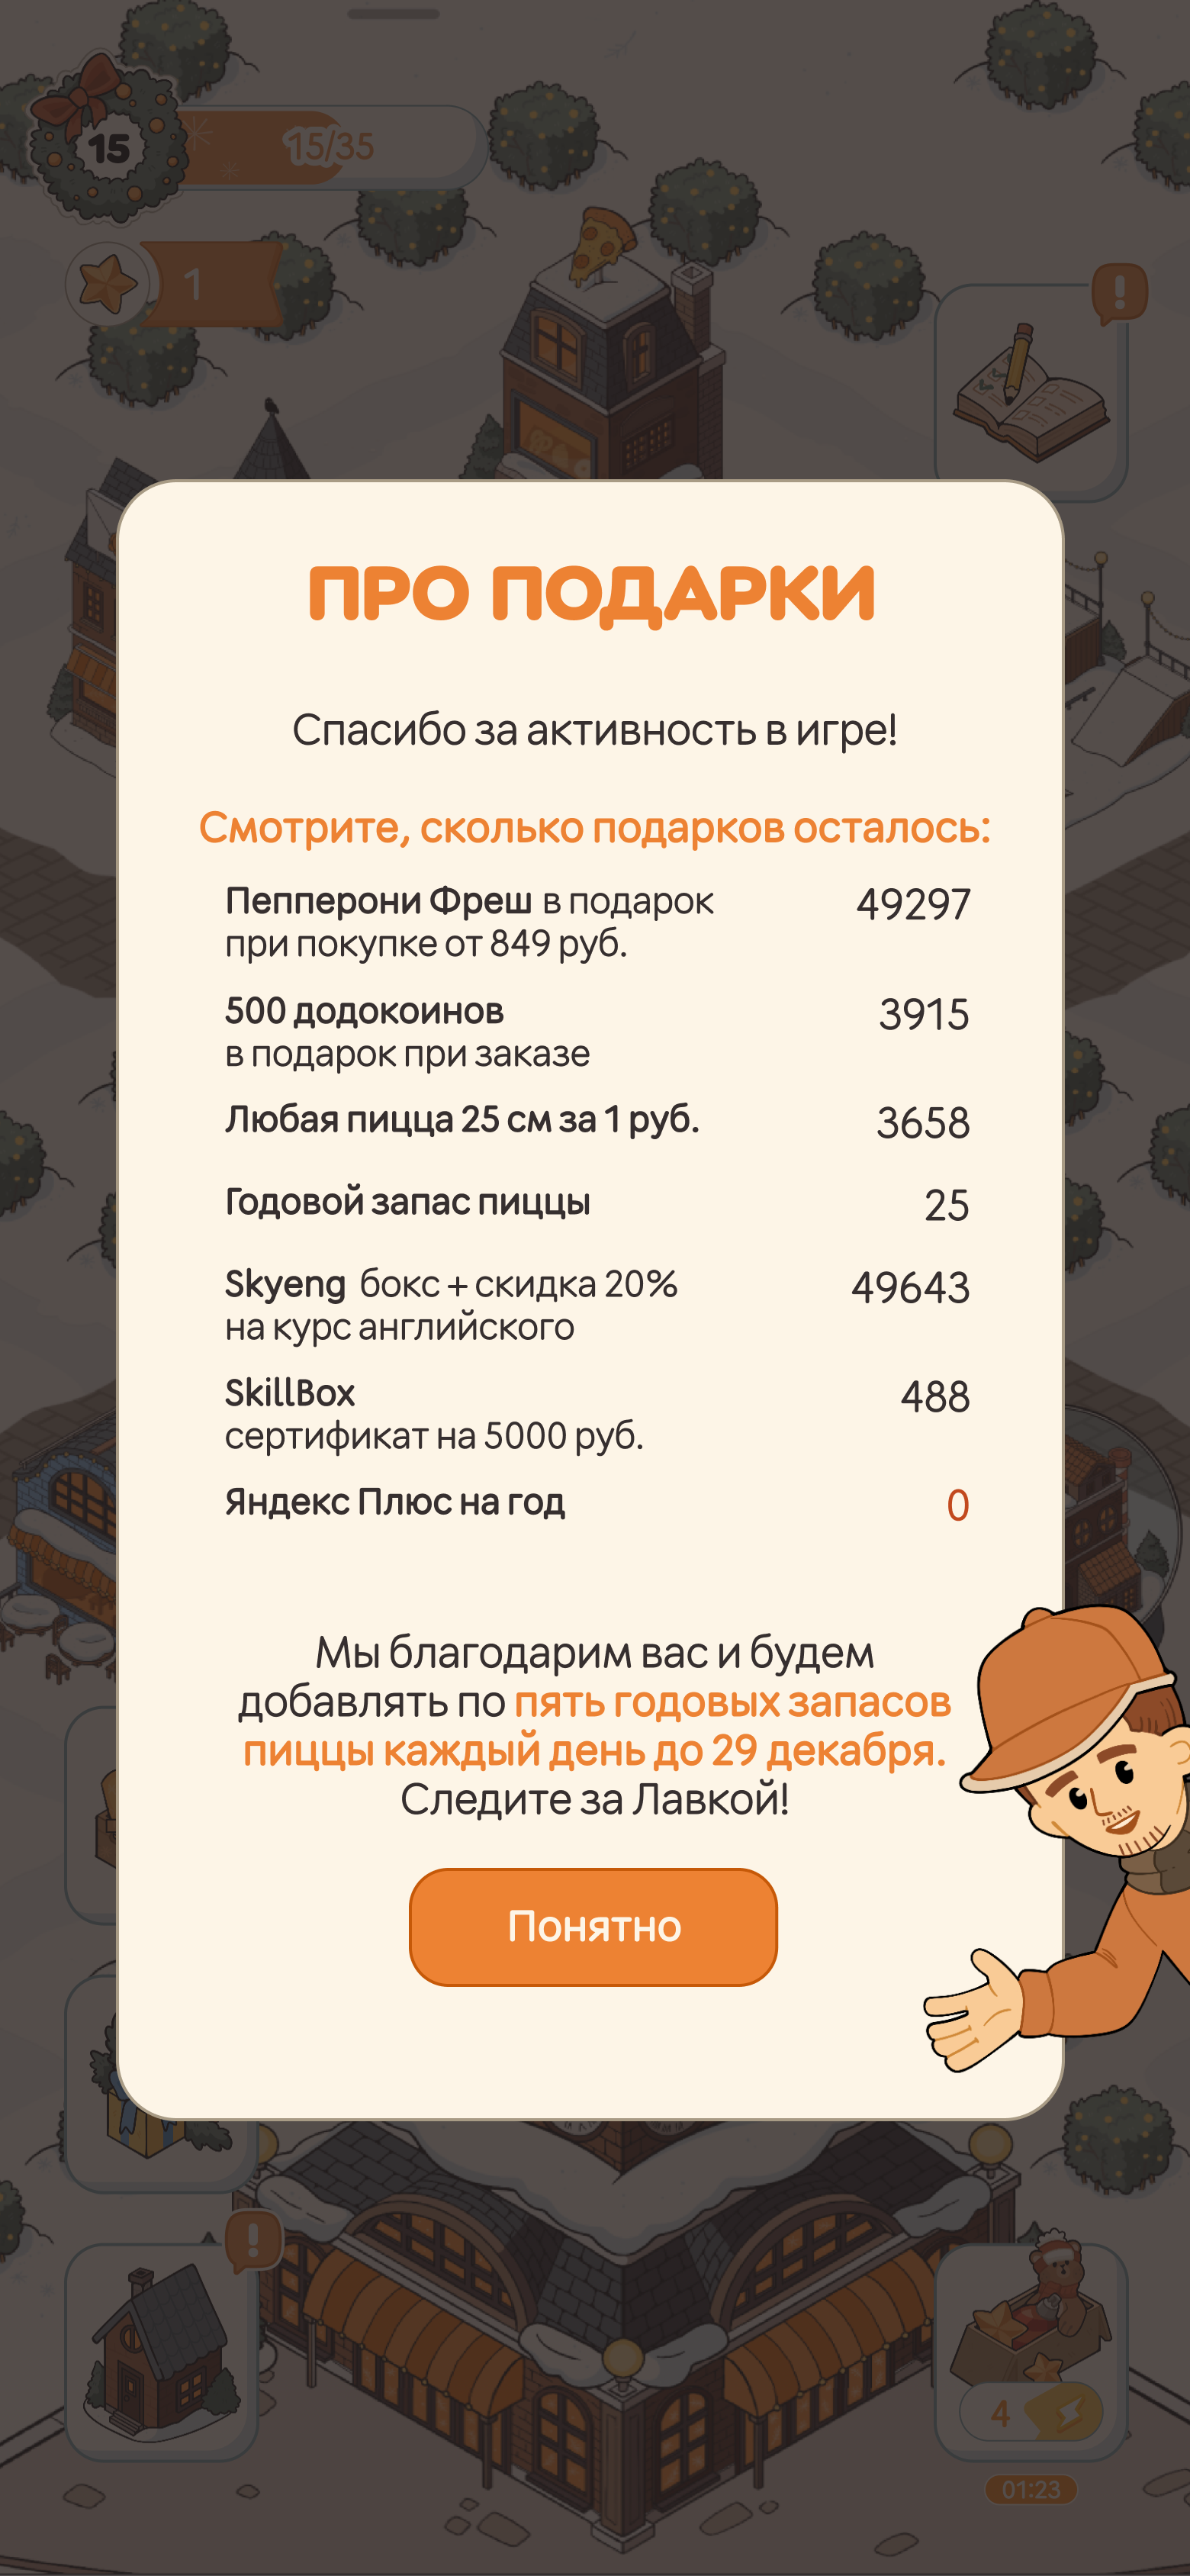 15
15/35
1
ПРО ПОДАРКИ
Спасибо за активность в игре!
Смотрите, сколько подарков осталось:
Пепперони Фреш в подарок 49297
при покупке от 849 руб.
500 додокоинов 3915
в подарок при заказе
Любая пицца 25 см за 1 руб. 3658
Годовой запас пиццы 25
Skyeng бокс + скидка 20% 49643
на курс английского
SkillBox 488
сертификат на 5000 руб.
Яндекс Плюс на год 0
Мы благодарим вас и будем
добавлять по пять годовых запасов
пиццы каждый день до 29 декабря.
Следите за Лавкой!
Понятно
4
01:23